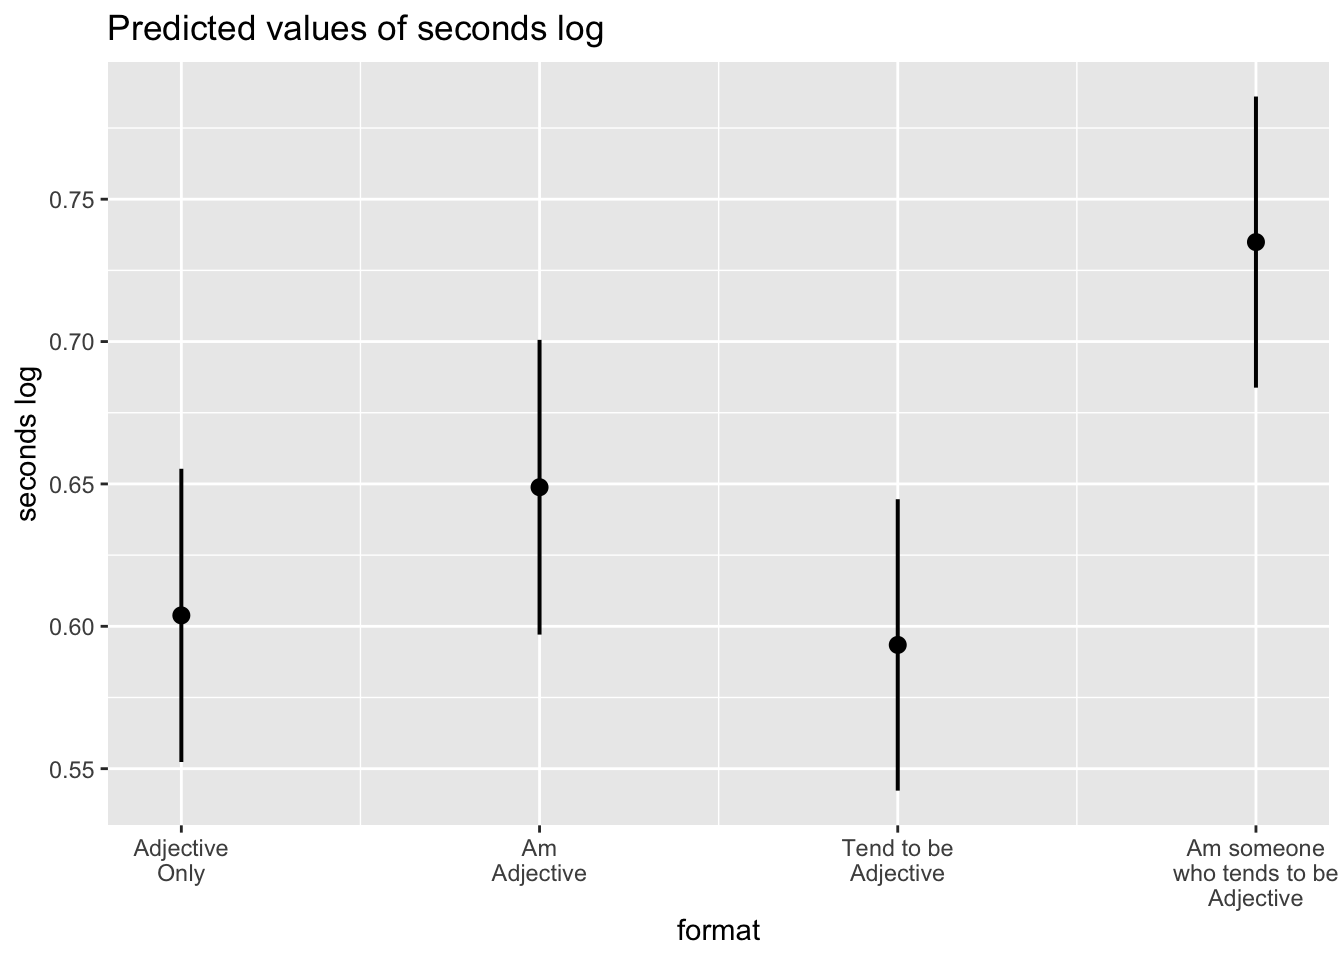 Predicted values of seconds log
seconds log
0.75
0.70
0.65
0.60
0.55
Adjective
Only
Am
Adjective
Tend to be
Adjective
Am someone
who tends to be
Adjective
format